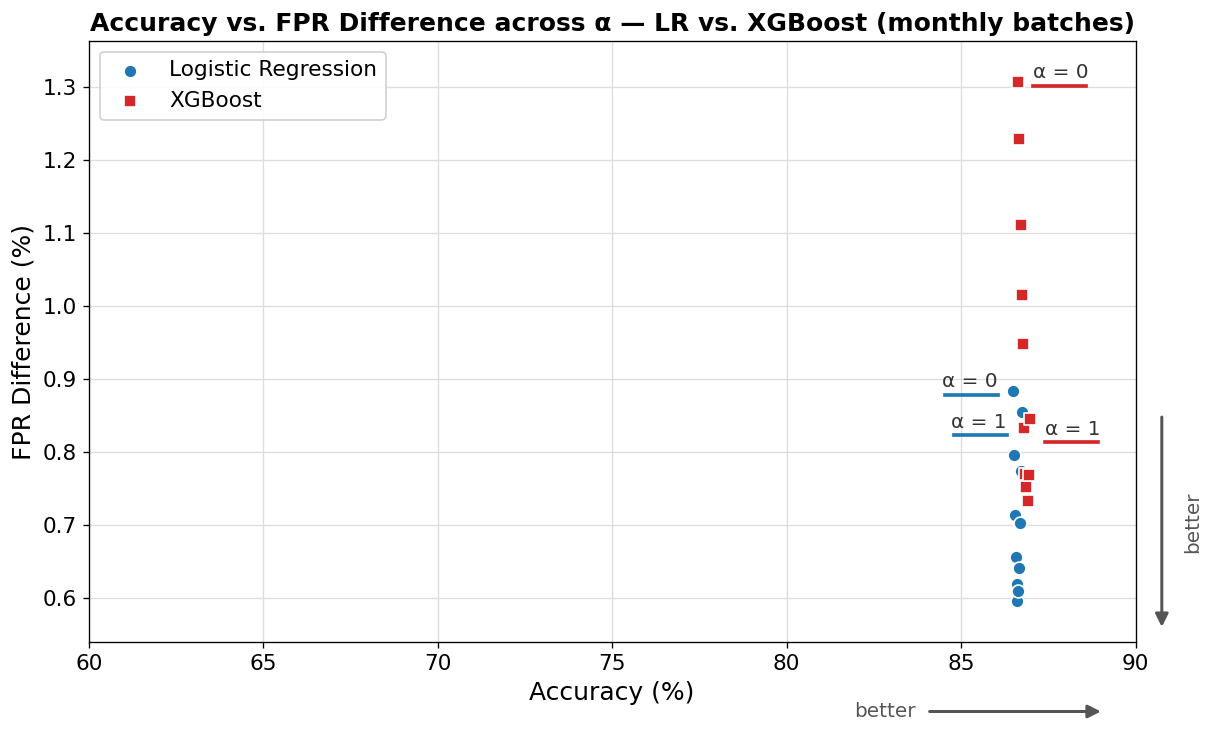 Accuracy vs. FPR Difference across α — LR vs. XGBoost (monthly batches)
Logistic Regression
XGBoost
FPR Difference (%)
1.3
1.2
1.1
1.0
0.9
0.8
0.7
0.6
α = 0
α = 0
α = 1
α = 1
better
60
65
70
75
80
85
90
Accuracy (%)
better